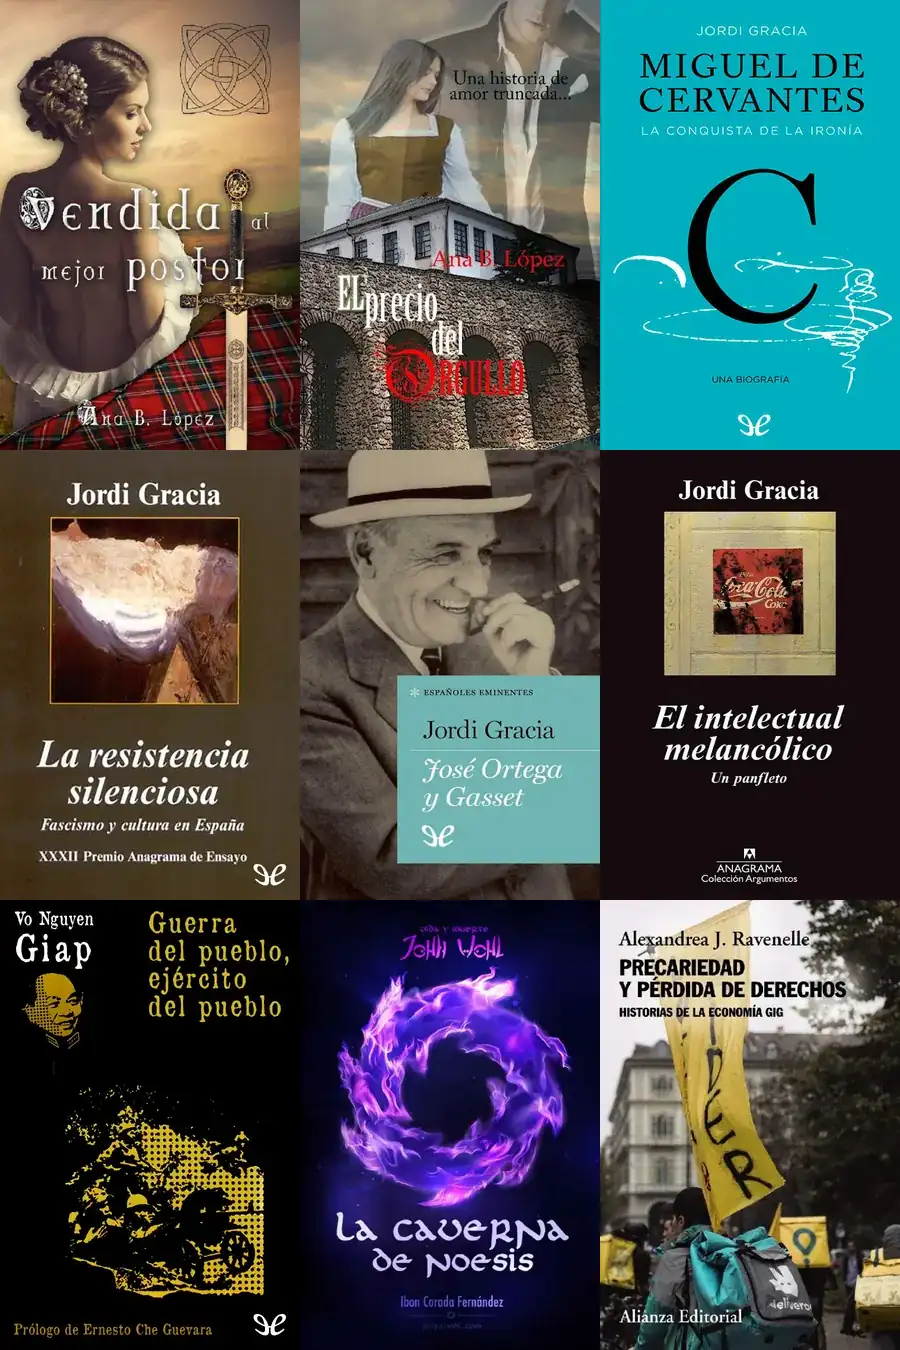 Vendida al
mejor postor
Ana B. López
Una historia de
amor truncada...
Ana B. López
EL precio
del
ORGULLO
JORDI GRACIA
MIGUEL DE
CERVANTES
LA CONQUISTA DE LA IRONÍA
C
UNA BIOGRAFÍA
Jordi Gracia
La resistencia
silenciosa
Fascismo y cultura en España
XXXII Premio Anagrama de Ensayo
ESPAÑOLES EMINENTES
Jordi Gracia
José Ortega
y Gasset
Jordi Gracia
Coca-Cola
Coke
El intelectual
melancólico
Un panfleto
ANAGRAMA
Colección Argumentos
Vo Nguyen
Giap
Guerra
del pueblo,
ejército
del pueblo
Prólogo de Ernesto Che Guevara
vida y muerte
JOHN WOHL
LA CAVERNA
DE NOESIS
Ibon Corada Fernández
Alexandrea J. Ravenelle
PRECARIEDAD
Y PÉRDIDA DE DERECHOS
HISTORIAS DE LA ECONOMÍA GIG
deliveroo
Alianza Editorial